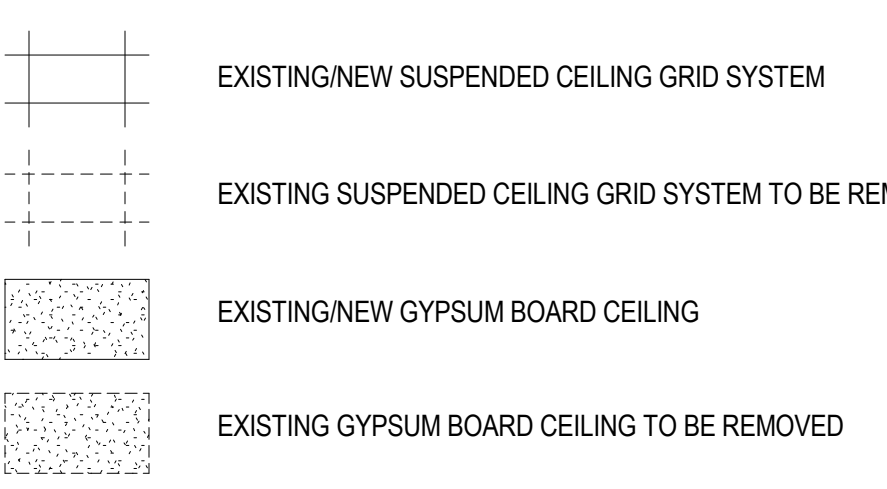 EXISTING/NEW SUSPENDED CEILING GRID SYSTEM
EXISTING SUSPENDED CEILING GRID SYSTEM TO BE
EXISTING/NEW GYPSUM BOARD CEILING
EXISTING GYPSUM BOARD CEILING TO BE REMOVED